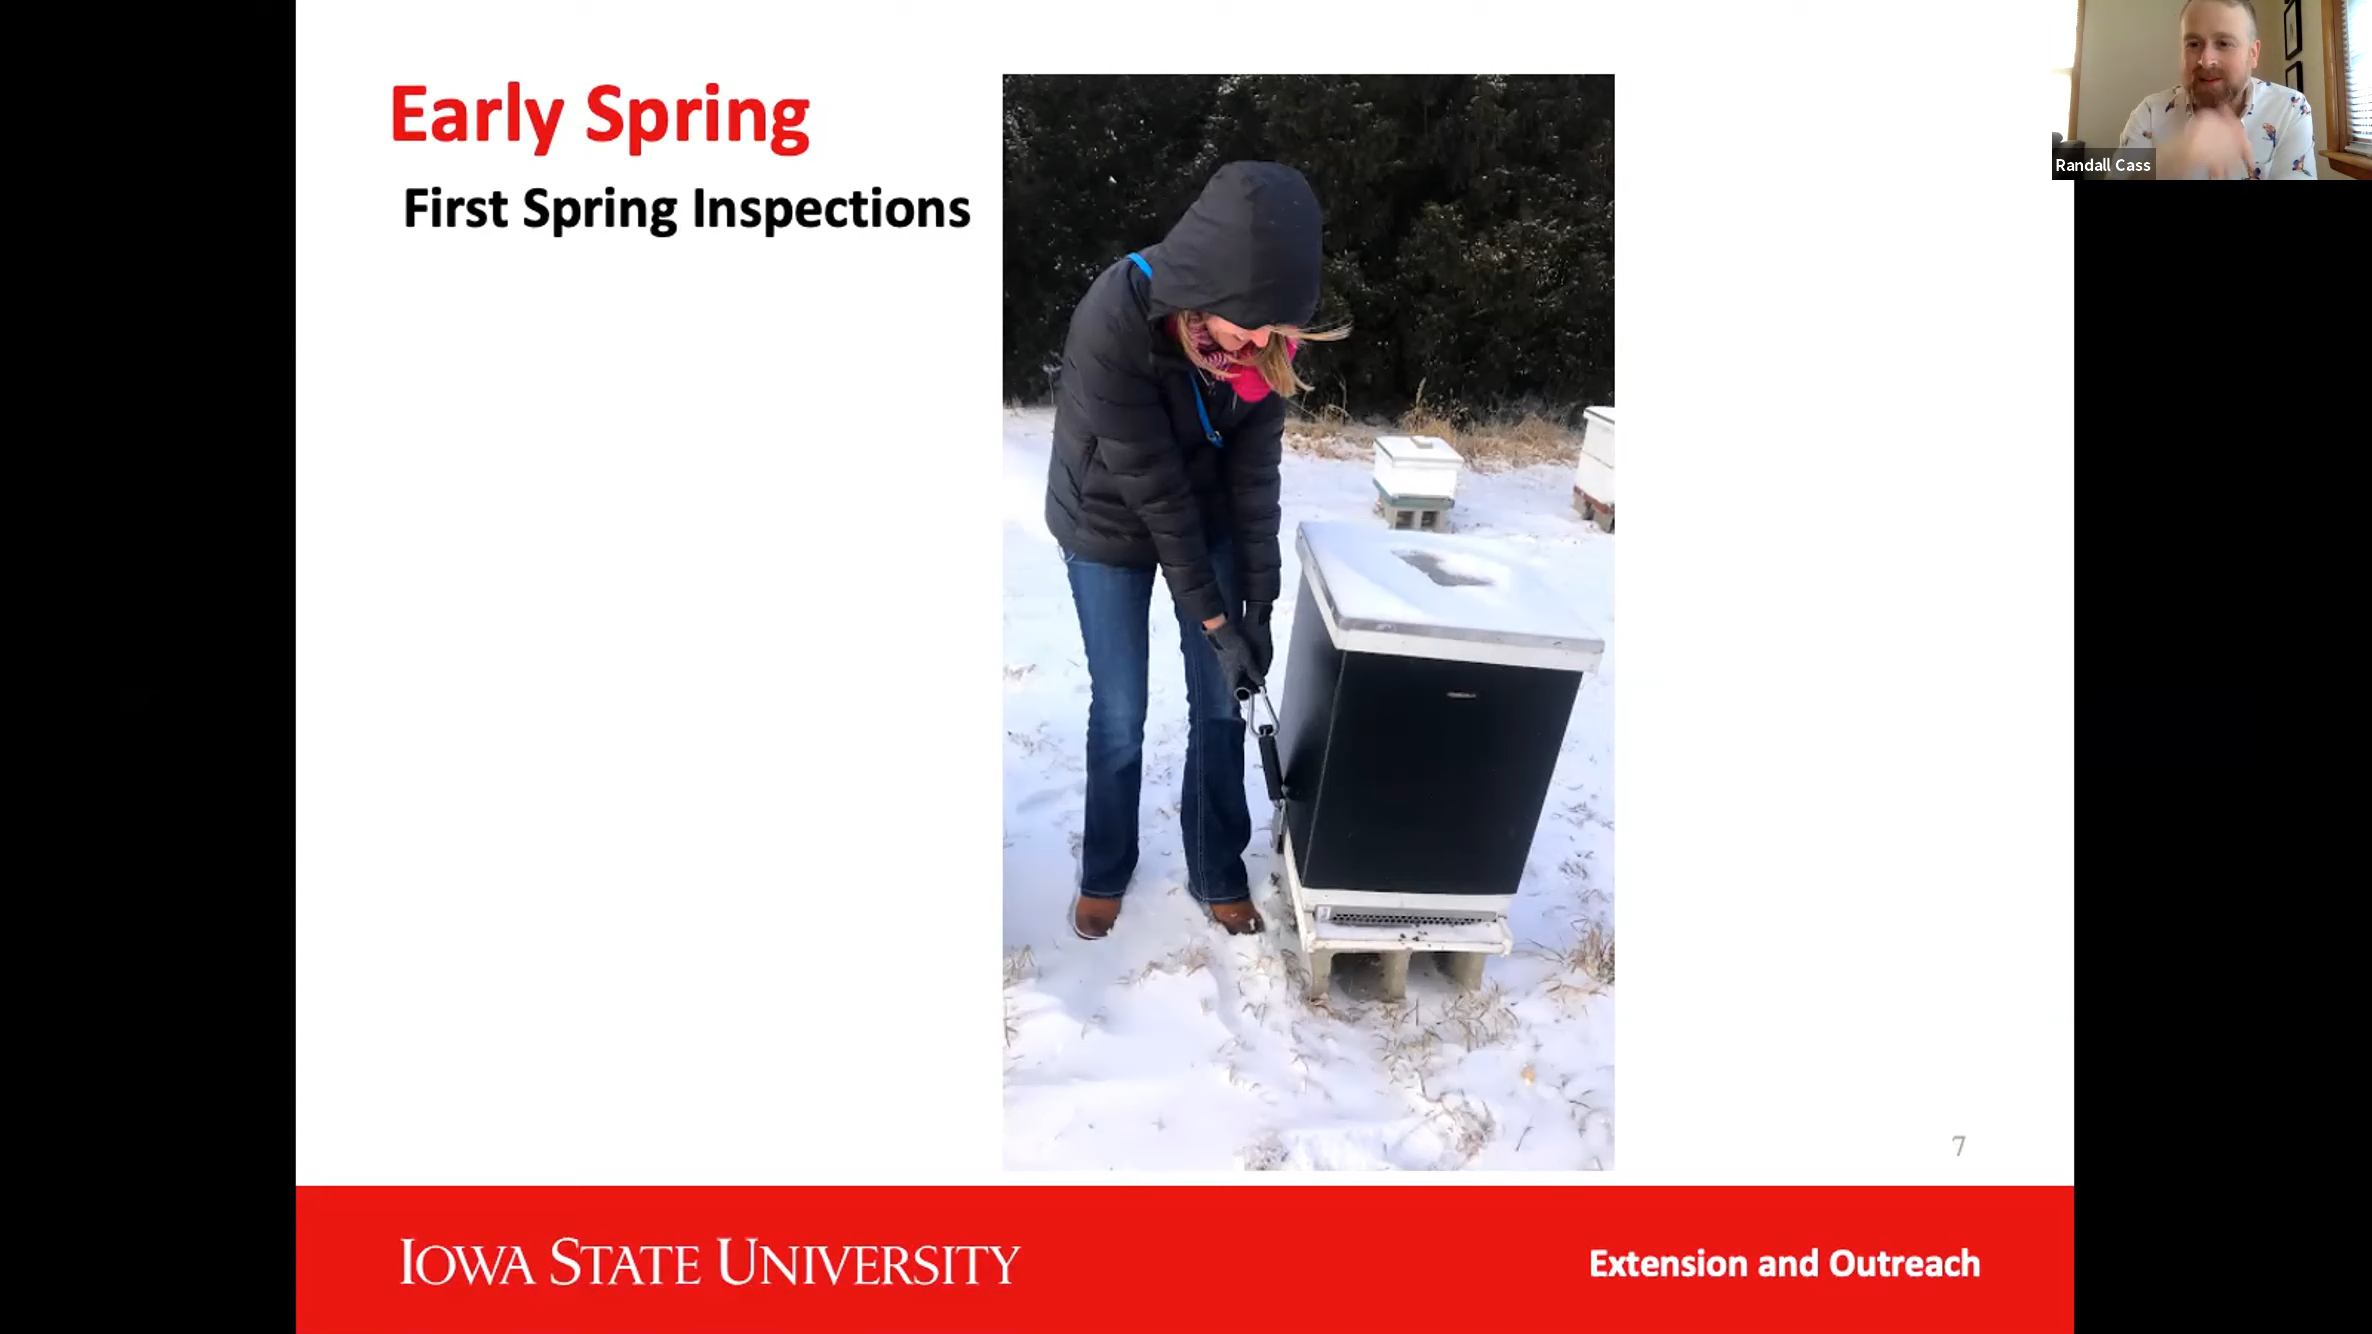 Early Spring
First Spring Inspections
Randall Cass
7
IOWA STATE UNIVERSITY
Extension and Outreach